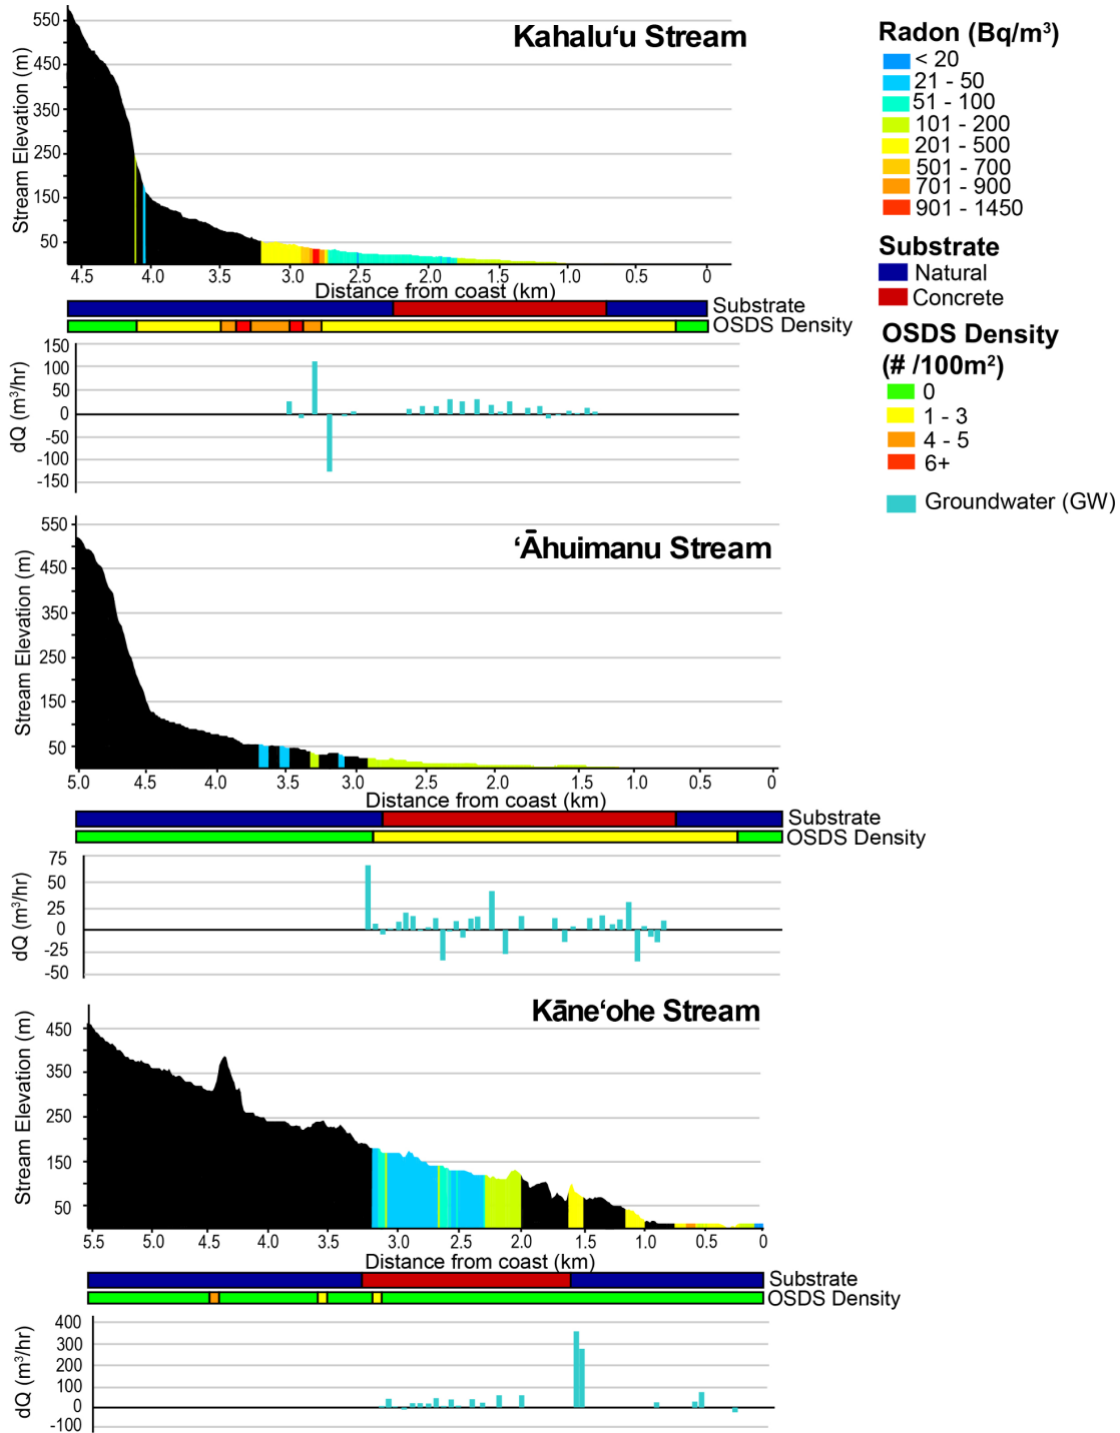 Kahaluʻu Stream
Stream Elevation (m)
550
450
350
250
150
50
4.5 4.0 3.5 3.0 2.5 2.0 1.5 1.0 0.5 0
Distance from coast (km)
Substrate
OSDS Density
dQ (m³/hr)
150
100
50
0
-50
-100
-150
Radon (Bq/m³)
< 20
21 - 50
51 - 100
101 - 200
201 - 500
501 - 700
701 - 900
901 - 1450
Substrate
Natural
Concrete
OSDS Density
(# /100m²)
0
1 - 3
4 - 5
6+
Groundwater (GW)
ʻĀhuimanu Stream
Stream Elevation (m)
550
450
350
250
150
50
5.0 4.5 4.0 3.5 3.0 2.5 2.0 1.5 1.0 0.5 0
Distance from coast (km)
Substrate
OSDS Density
dQ (m³/hr)
75
50
25
0
-25
-50
Kāneʻohe Stream
Stream Elevation (m)
450
350
250
150
50
5.5 5.0 4.5 4.0 3.5 3.0 2.5 2.0 1.5 1.0 0.5 0
Distance from coast (km)
Substrate
OSDS Density
dQ (m³/hr)
400
300
200
100
0
-100